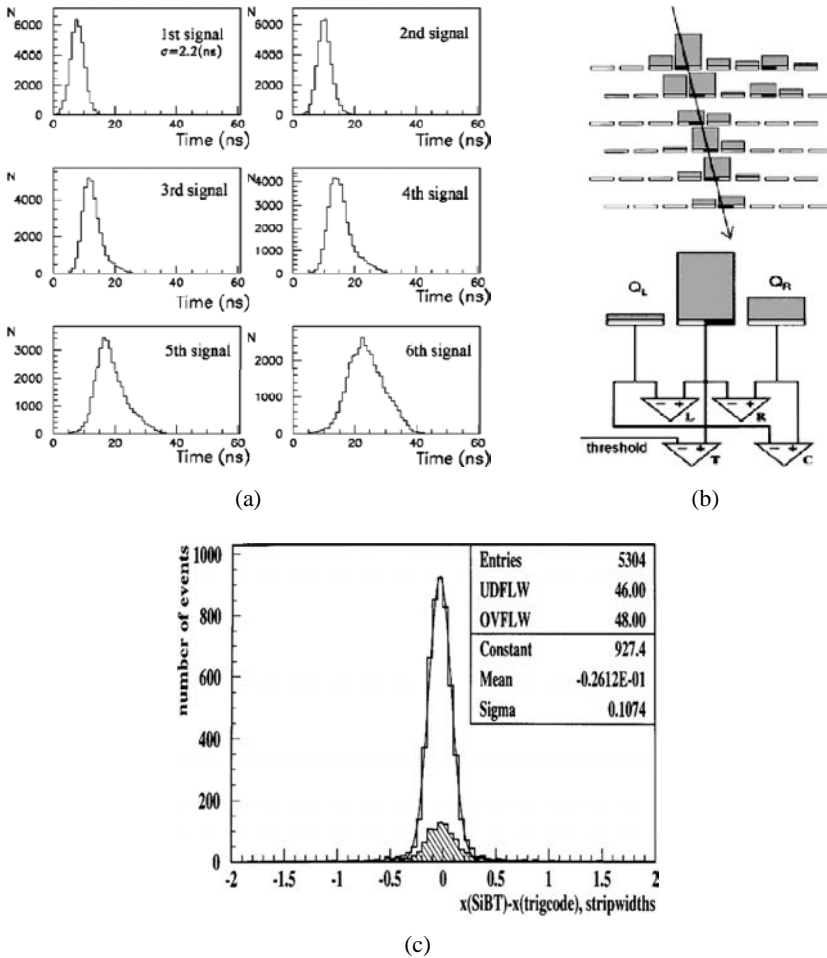 N
6000
4000
2000
0
0 20 40 60
Time (ns)
1st signal
σ=2.2(ns)
N
6000
4000
2000
0
0 20 40 60
Time (ns)
2nd signal
N
4000
2000
0
0 20 40 60
Time (ns)
3rd signal
N
4000
3000
2000
1000
0
0 20 40 60
Time (ns)
4th signal
N
3000
2000
1000
0
0 20 40 60
Time (ns)
5th signal
N
2000
1000
0
0 20 40 60
Time (ns)
6th signal
(a)
QL
QR
− +
L
− +
R
threshold
− +
T
− +
C
(b)
number of events
1000
800
600
400
200
0
-2 -1.5 -1 -0.5 0 0.5 1 1.5 2
x(SiBT)-x(trigcode), stripwidths
Entries 5304
UDFLW 46.00
OVFLW 48.00
Constant 927.4
Mean -0.2612E-01
Sigma 0.1074
(c)